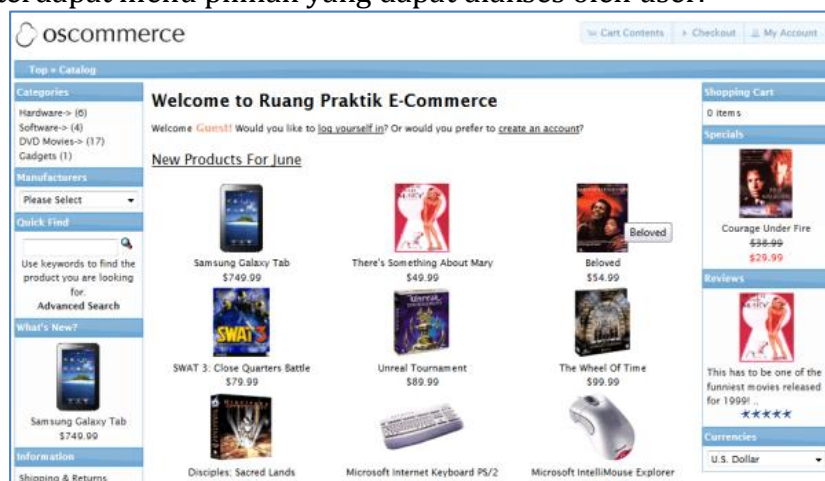 terdapat menu pilihan yang dapat diakses oleh user.
oscommerce
Cart Contents
Checkout
My Account
Top » Catalog
Categories
Hardware-> (6)
Software-> (4)
DVD Movies-> (17)
Gadgets (1)
Manufacturers
Please Select
Quick Find
Use keywords to find the
product you are looking
for.
Advanced Search
What's New?
Samsung Galaxy Tab
$749.99
Information
Shipping & Returns
Welcome to Ruang Praktik E-Commerce
Welcome Guest! Would you like to log yourself in? Or would you prefer to create an account?
New Products For June
Samsung Galaxy Tab
$749.99
There's Something About Mary
$49.99
Beloved
$54.99
Beloved
SWAT 3: Close Quarters Battle
$79.99
Unreal Tournament
$89.99
The Wheel Of Time
$99.99
Disciples: Sacred Lands
Microsoft Internet Keyboard PS/2
Microsoft IntelliMouse Explorer
Shopping Cart
0 items
Specials
Courage Under Fire
$38.99
$29.99
Reviews
This has to be one of the
funniest movies released
for 1999! ..
Currencies
U.S. Dollar